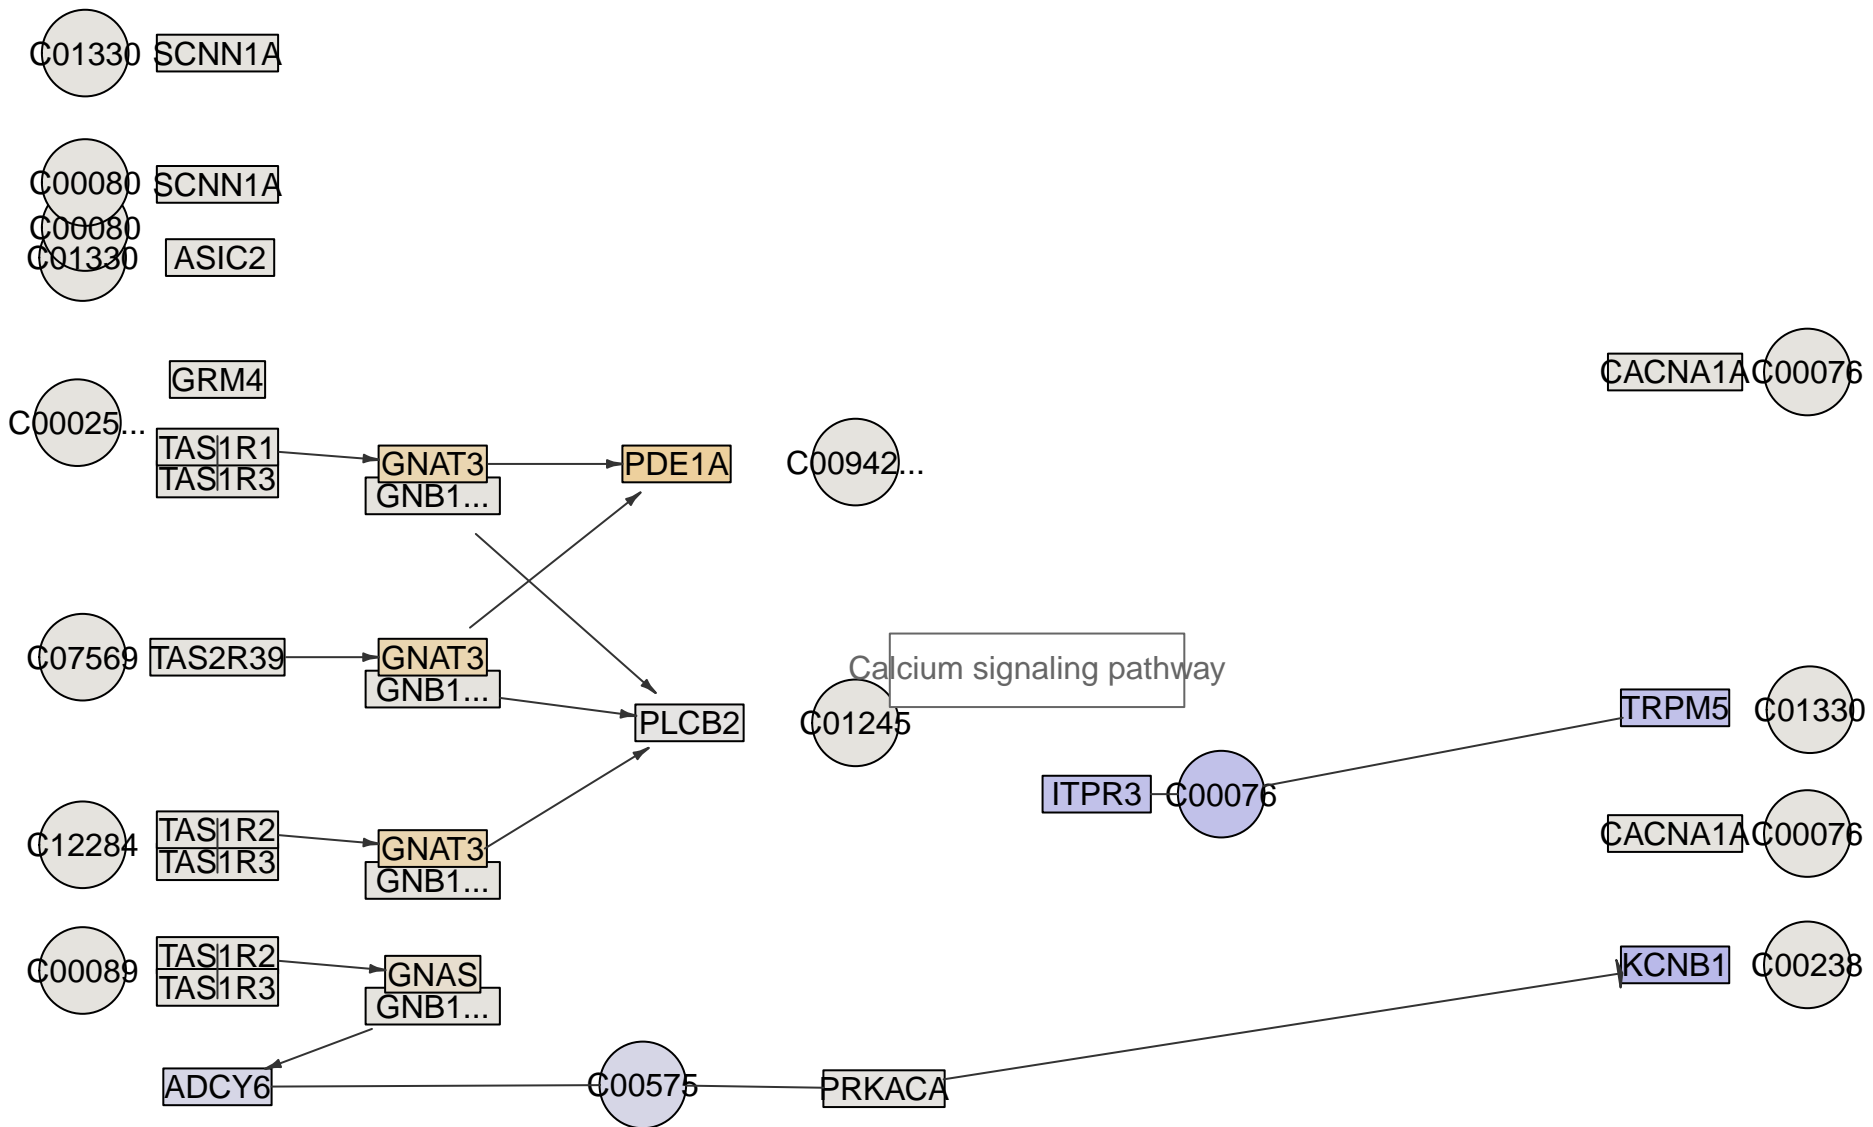 C01330
SCNN1A
C00080
SCNN1A
C00080
C01330
ASIC2
GRM4
CACNA1A
C00076
C00025...
TAS1R1
TAS1R3
GNAT3
GNB1...
PDE1A
C00942...
C07569
TAS2R39
GNAT3
GNB1...
Calcium signaling pathway
PLCB2
C01245
TRPM5
C01330
ITPR3
C00076
C12284
TAS1R2
TAS1R3
GNAT3
GNB1...
CACNA1A
C00076
C00089
TAS1R2
TAS1R3
GNAS
GNB1...
KCNB1
C00238
ADCY6
C00575
PRKACA